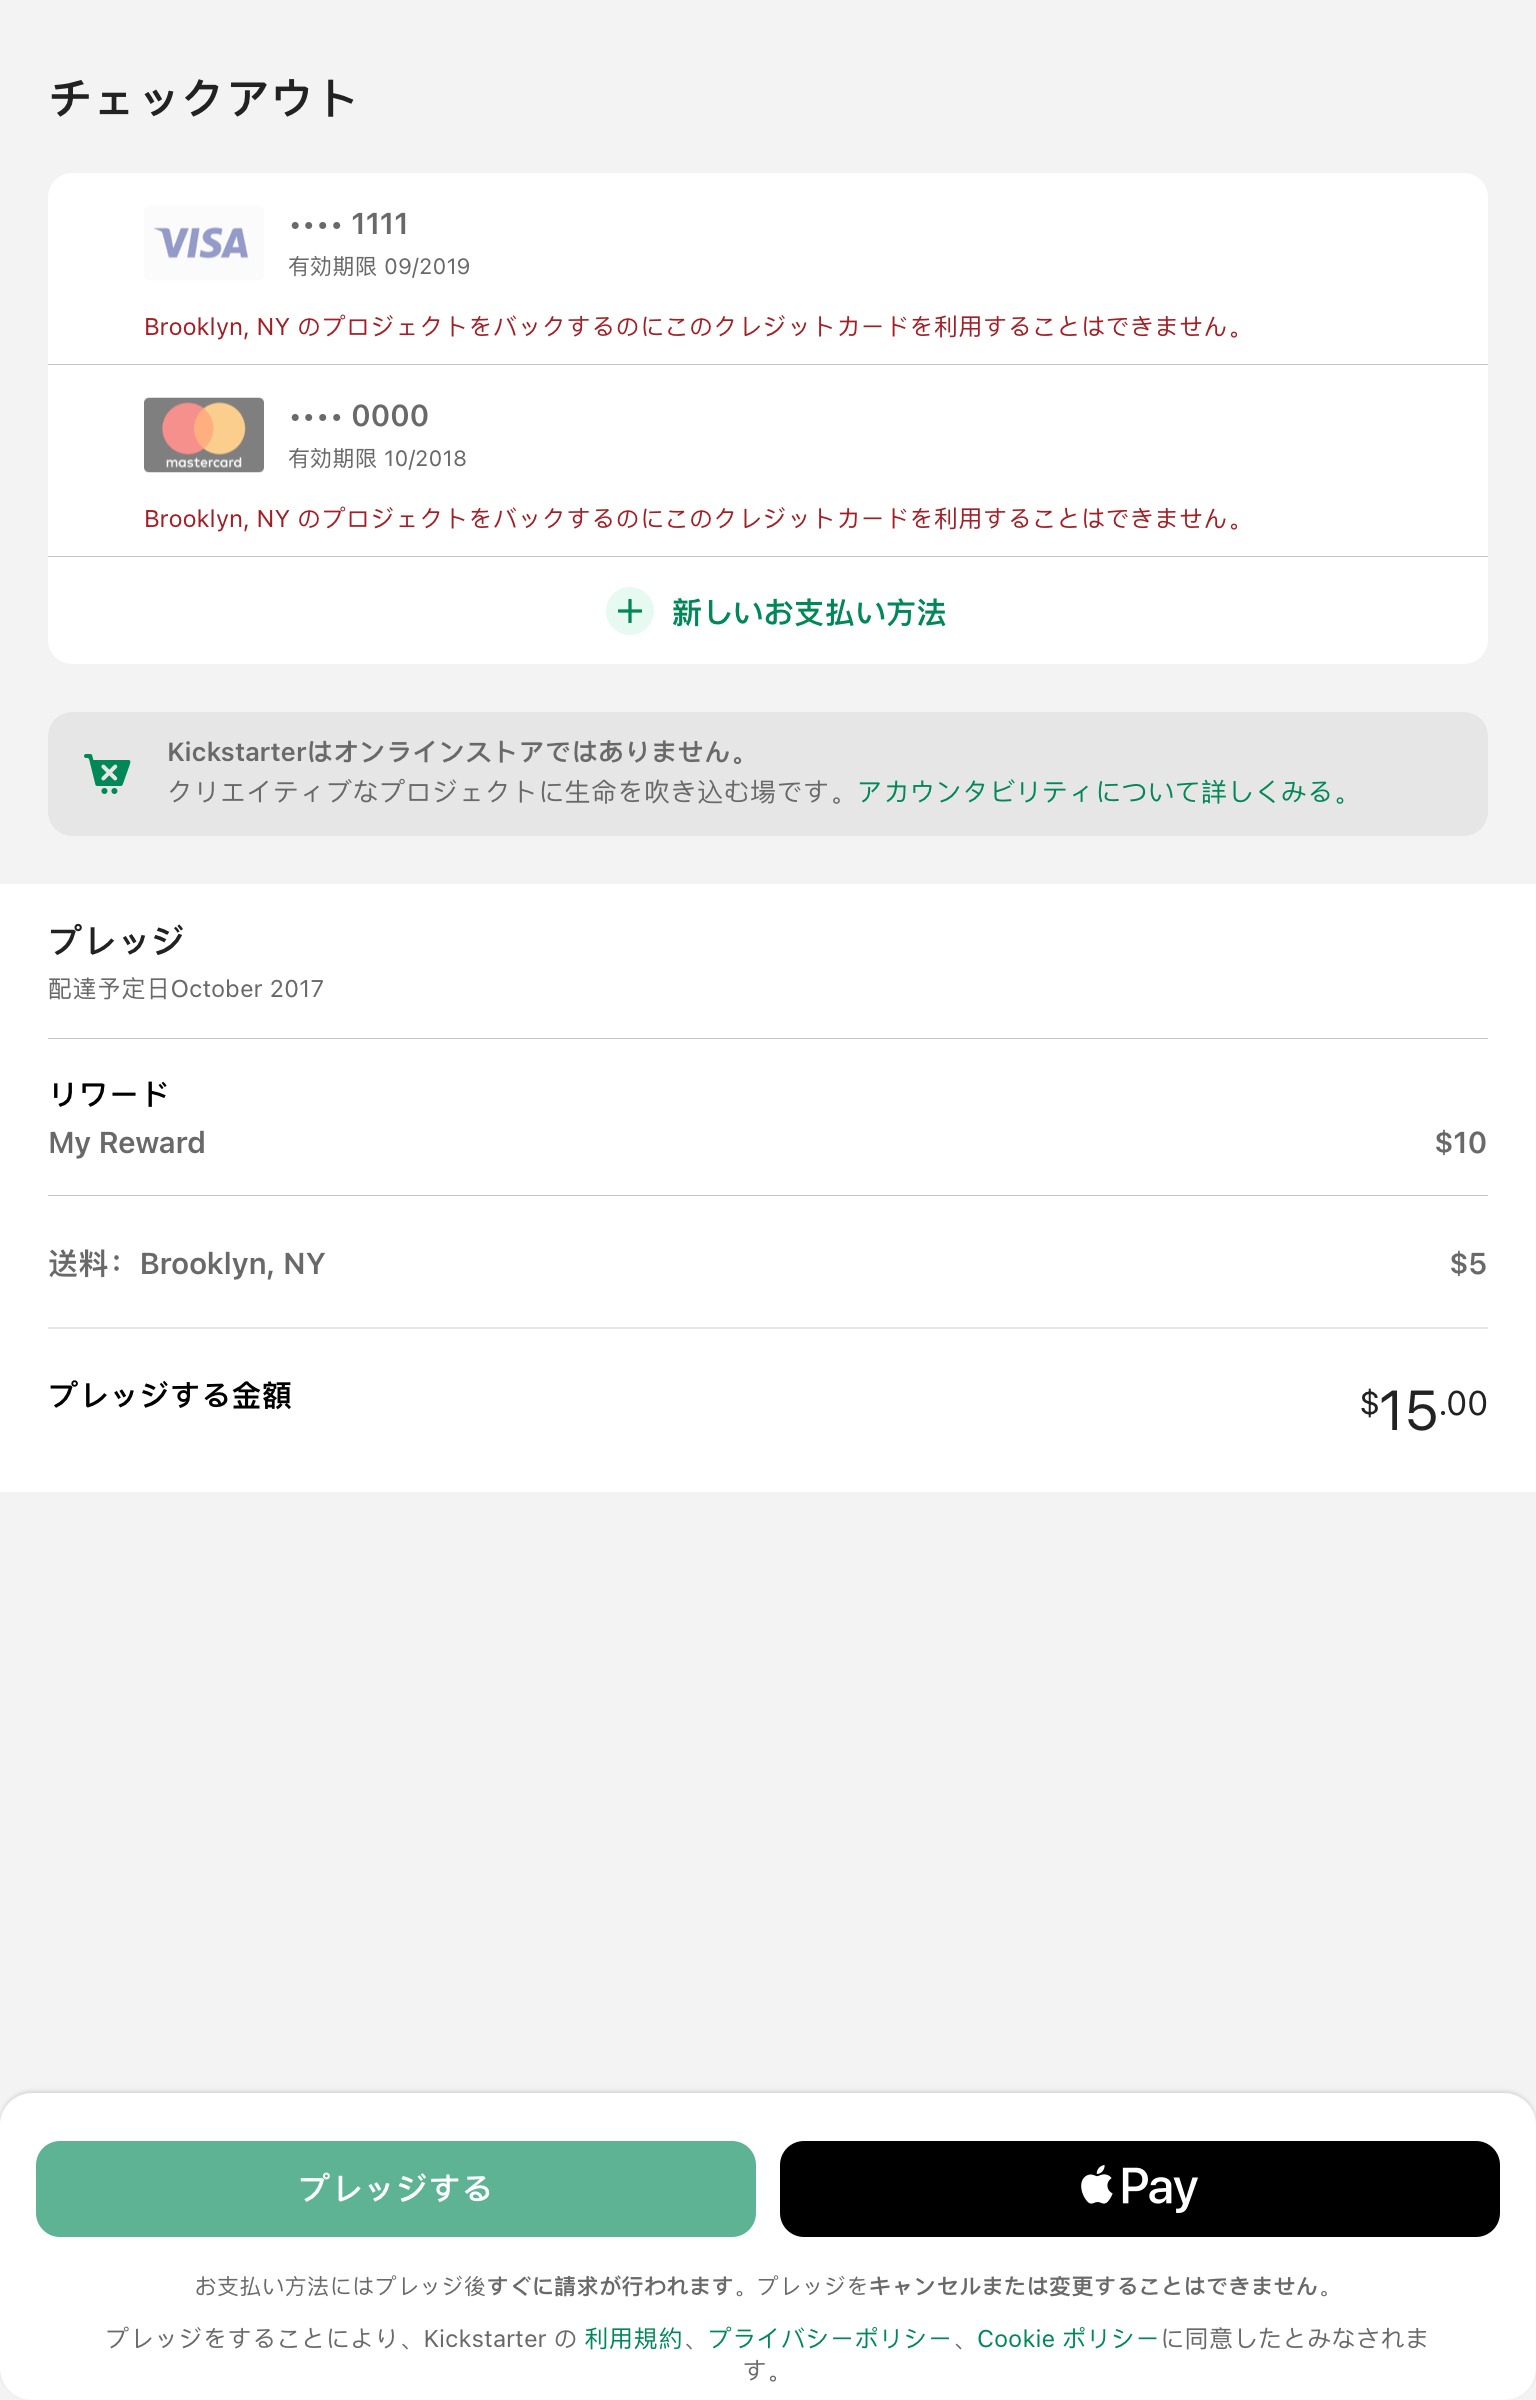 チェックアウト
VISA
•••• 1111
有効期限 09/2019
Brooklyn, NY のプロジェクトをバックするのにこのクレジットカードを利用することはできません。
mastercard
•••• 0000
有効期限 10/2018
Brooklyn, NY のプロジェクトをバックするのにこのクレジットカードを利用することはできません。
新しいお支払い方法
Kickstarterはオンラインストアではありません。
クリエイティブなプロジェクトに生命を吹き込む場です。アカウンタビリティについて詳しくみる。
プレッジ
配達予定日October 2017
リワード
My Reward $10
送料： Brooklyn, NY $5
プレッジする金額 $15.00
プレッジする
Pay
お支払い方法にはプレッジ後すぐに請求が行われます。プレッジをキャンセルまたは変更することはできません。
プレッジをすることにより、Kickstarter の 利用規約、プライバシーポリシー、Cookie ポリシーに同意したとみなされま
す。